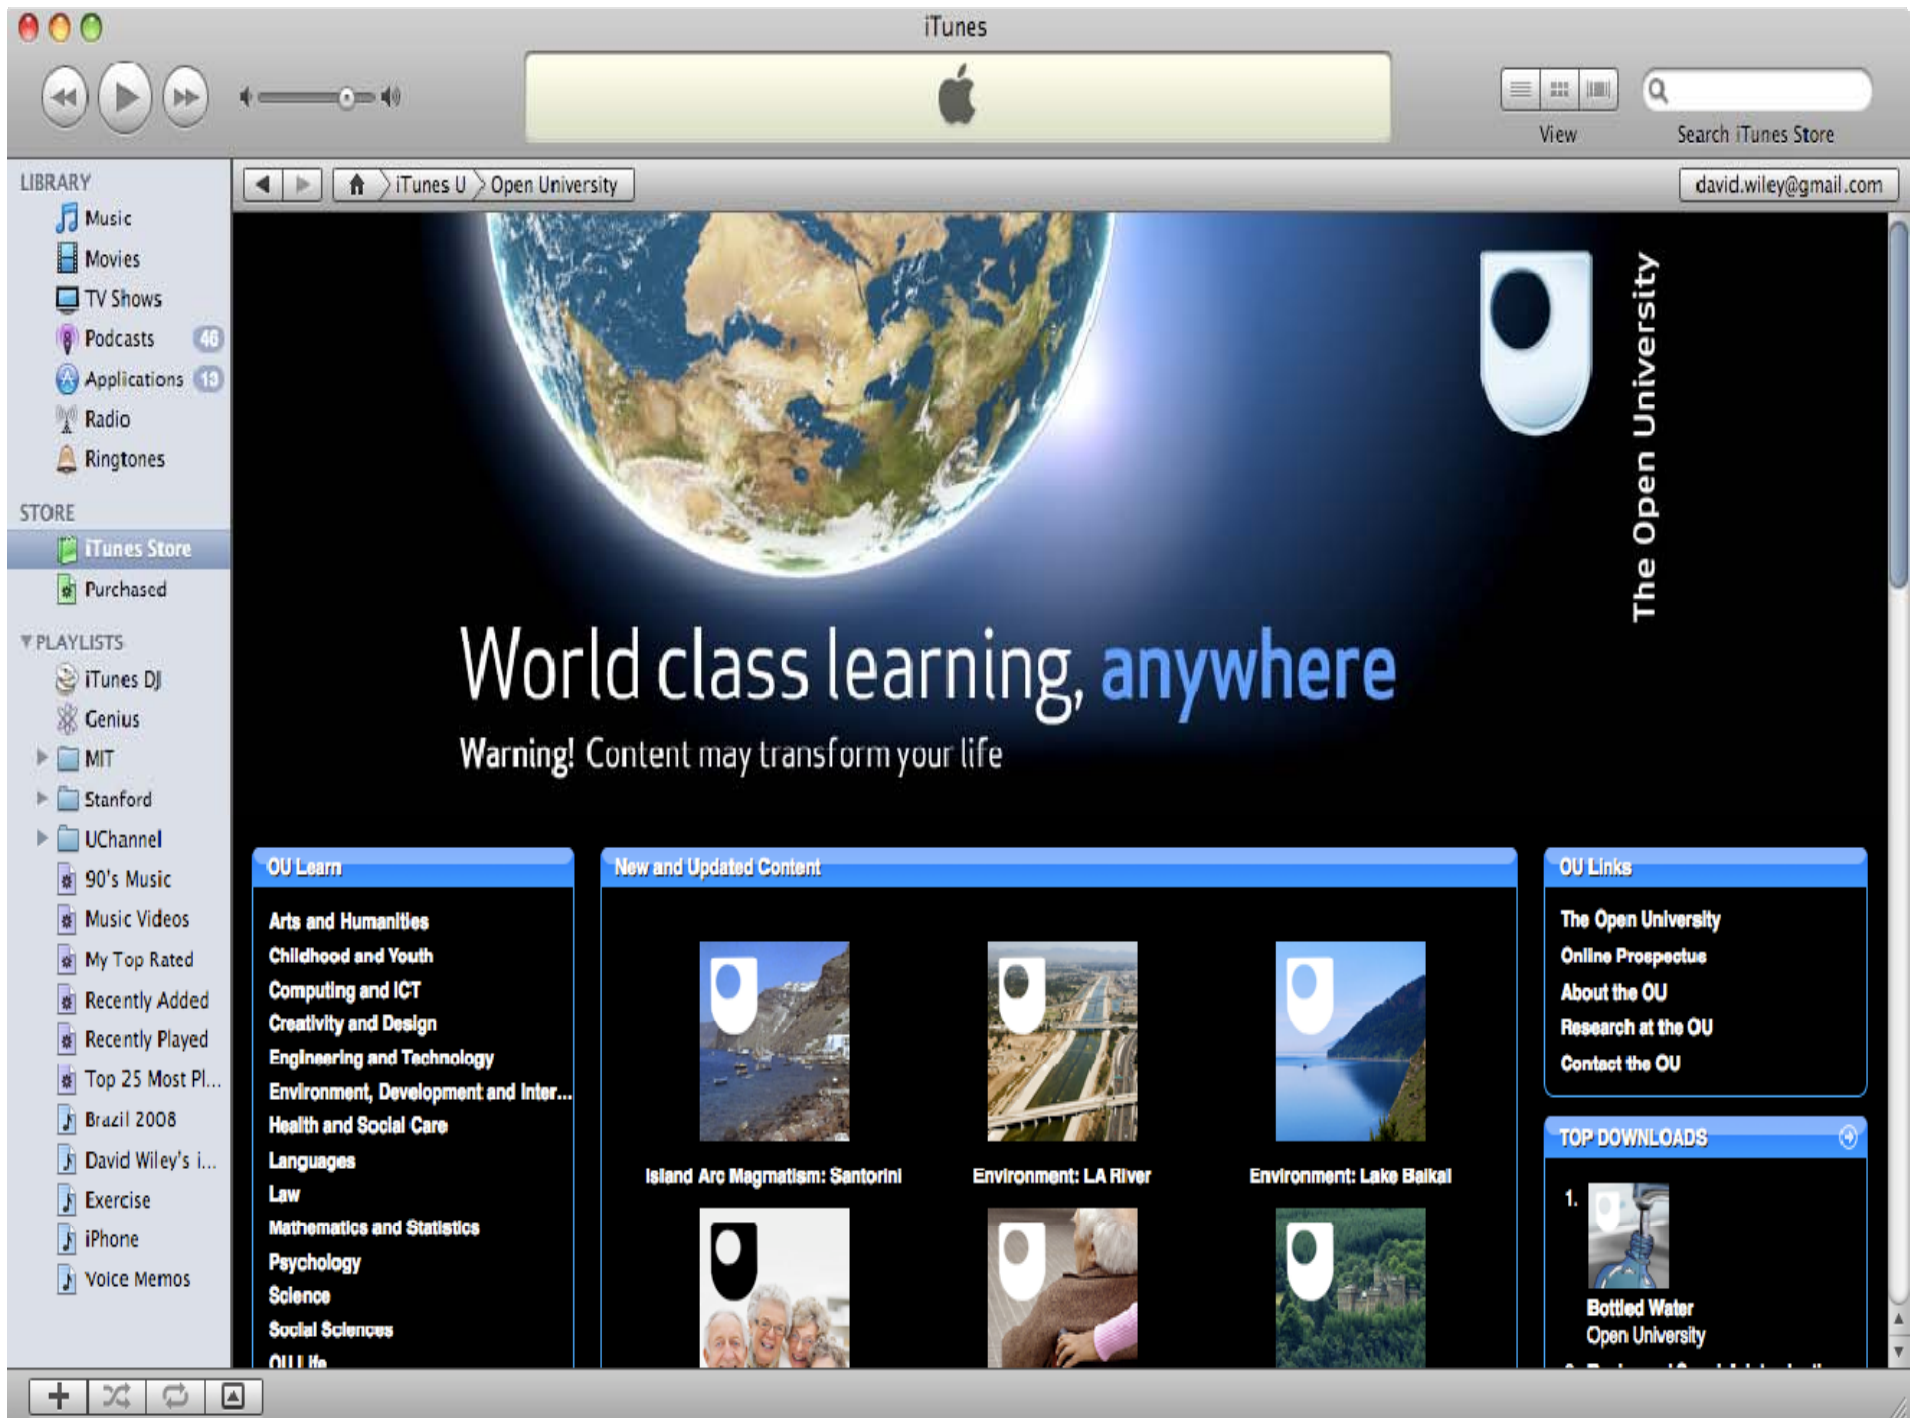 iTunes
View
Search iTunes Store
LIBRARY
Music
Movies
TV Shows
Podcasts 46
Applications 13
Radio
Ringtones
STORE
iTunes Store
Purchased
PLAYLISTS
iTunes DJ
Genius
MIT
Stanford
UChannel
90's Music
Music Videos
My Top Rated
Recently Added
Recently Played
Top 25 Most Pl...
Brazil 2008
David Wiley's i...
Exercise
iPhone
Voice Memos
iTunes U Open University
david.wiley@gmail.com
The Open University
World class learning, anywhere
Warning! Content may transform your life
OU Learn
Arts and Humanities
Childhood and Youth
Computing and ICT
Creativity and Design
Engineering and Technology
Environment, Development and Inter...
Health and Social Care
Languages
Law
Mathematics and Statistics
Psychology
Science
Social Sciences
OU Life
New and Updated Content
Island Arc Magmatism: Santorini
Environment: LA River
Environment: Lake Baikal
OU Links
The Open University
Online Prospectus
About the OU
Research at the OU
Contact the OU
TOP DOWNLOADS
1.
Bottled Water
Open University